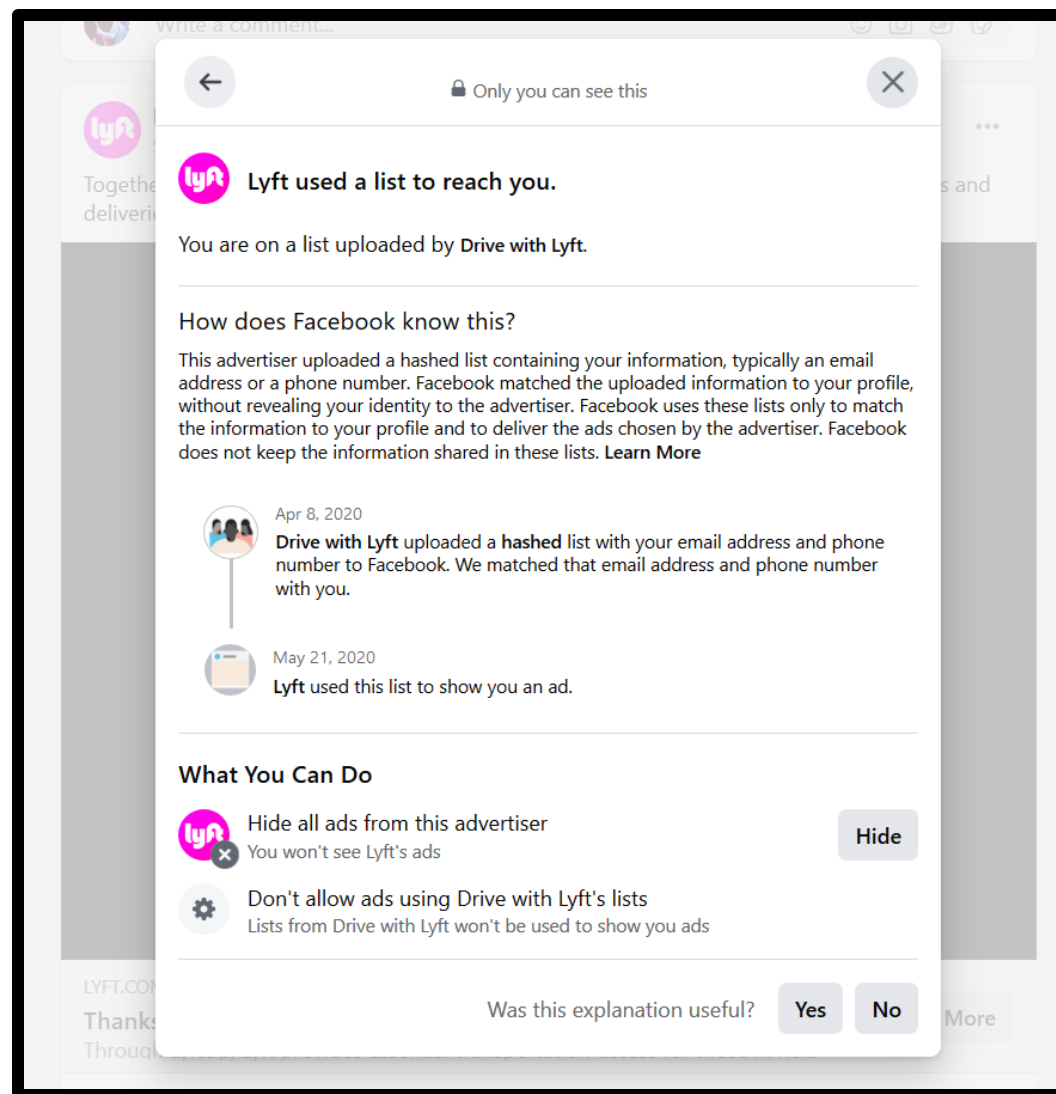 Write a comment...
Only you can see this
lyft
Togethe
s and
deliveri
lyft
Lyft used a list to reach you.
You are on a list uploaded by Drive with Lyft.
How does Facebook know this?
This advertiser uploaded a hashed list containing your information, typically an email
address or a phone number. Facebook matched the uploaded information to your profile,
without revealing your identity to the advertiser. Facebook uses these lists only to match
the information to your profile and to deliver the ads chosen by the advertiser. Facebook
does not keep the information shared in these lists. Learn More
Apr 8, 2020
Drive with Lyft uploaded a hashed list with your email address and phone
number to Facebook. We matched that email address and phone number
with you.
May 21, 2020
Lyft used this list to show you an ad.
What You Can Do
lyft
Hide all ads from this advertiser
You won't see Lyft's ads
Hide
Don't allow ads using Drive with Lyft's lists
Lists from Drive with Lyft won't be used to show you ads
LYFT.CO
Thanks
More
Throug
Was this explanation useful?
Yes
No